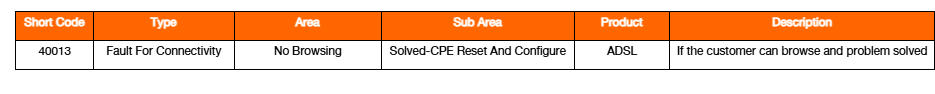 Short Code Type Area Sub Area Product Description
40013 Fault For Connectivity No Browsing Solved-CPE Reset And Configure ADSL If the customer can browse and problem solved